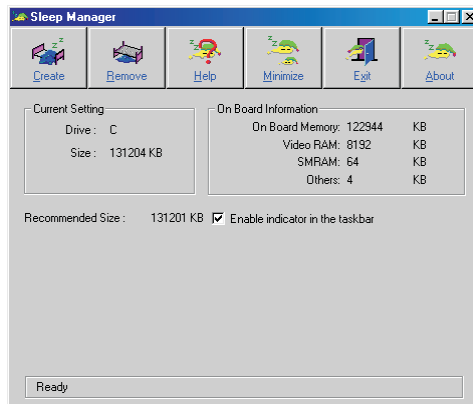 Sleep Manager
Create Remove Help Minimize Exit About
Current Setting
Drive : C
Size : 131204 KB
On Board Information
On Board Memory: 122944 KB
Video RAM: 8192 KB
SMRAM: 64 KB
Others: 4 KB
Recommended Size : 131201 KB Enable indicator in the taskbar
Ready